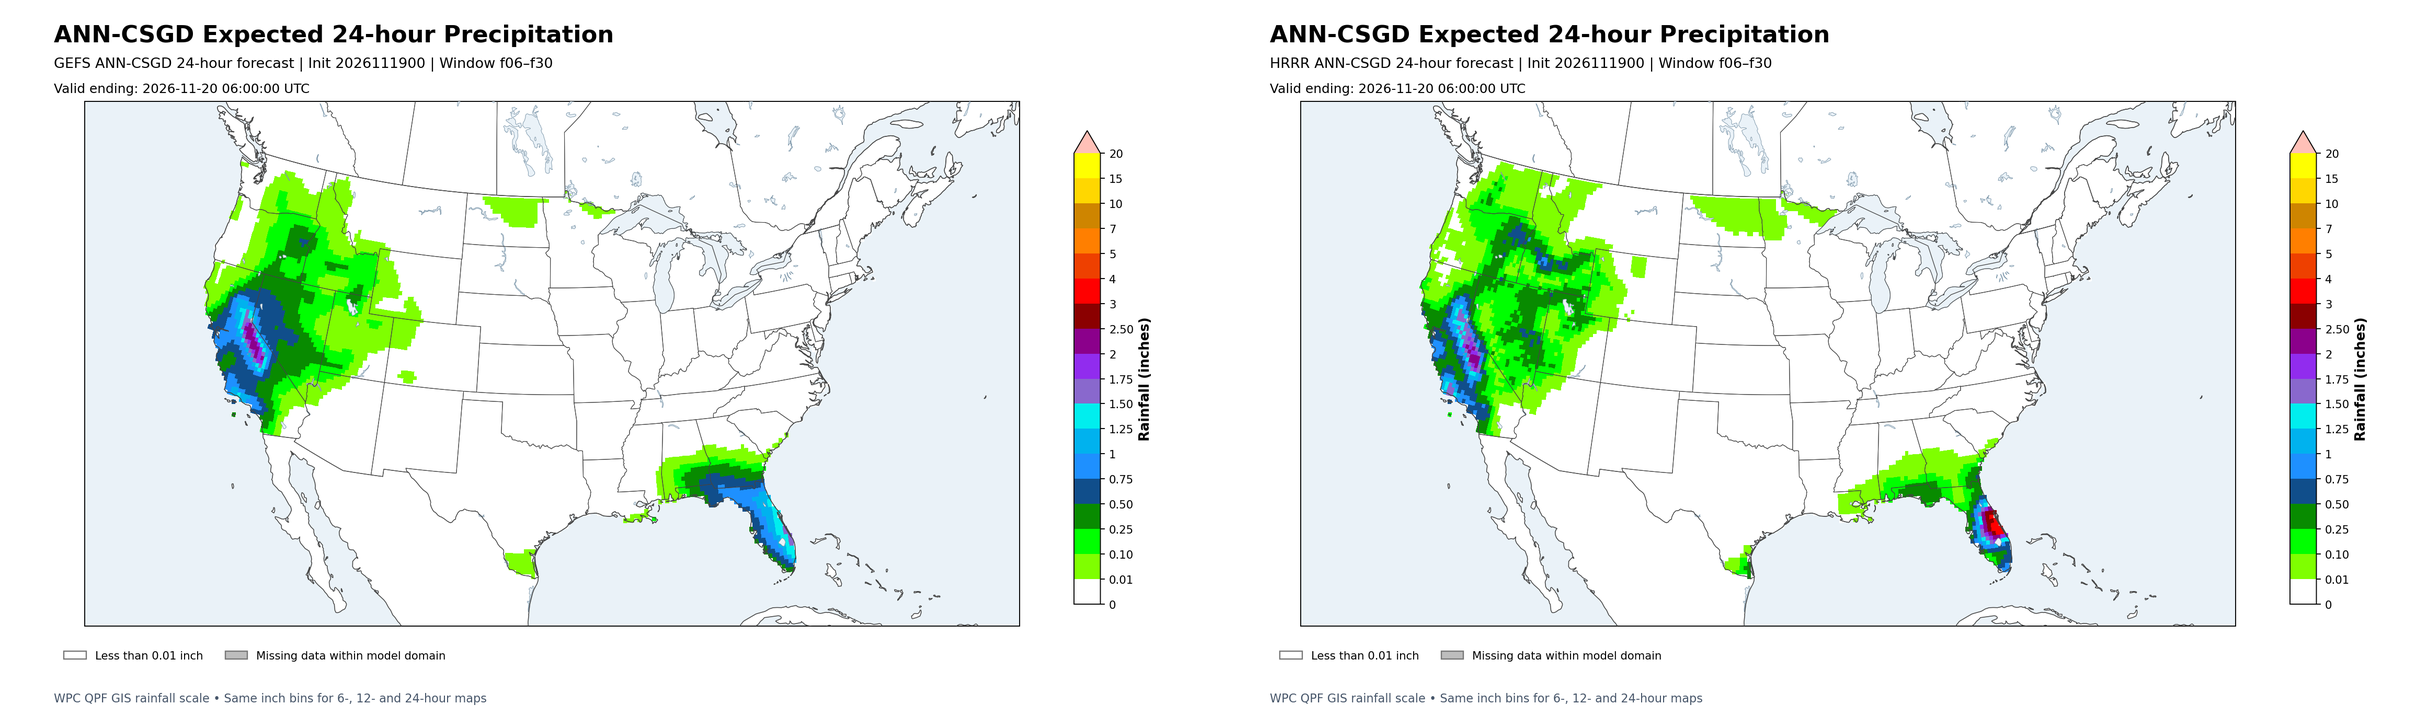 ANN-CSGD Expected 24-hour Precipitation
GEFS ANN-CSGD 24-hour forecast | Init 2026111900 | Window f06–f30
Valid ending: 2026-11-20 06:00:00 UTC
20
15
10
7
5
4
3
2.50
2
1.75
1.50
1.25
1
0.75
0.50
0.25
0.10
0.01
0
Rainfall (inches)
Less than 0.01 inch
Missing data within model domain
WPC QPF GIS rainfall scale • Same inch bins for 6-, 12- and 24-hour maps
ANN-CSGD Expected 24-hour Precipitation
HRRR ANN-CSGD 24-hour forecast | Init 2026111900 | Window f06–f30
Valid ending: 2026-11-20 06:00:00 UTC
20
15
10
7
5
4
3
2.50
2
1.75
1.50
1.25
1
0.75
0.50
0.25
0.10
0.01
0
Rainfall (inches)
Less than 0.01 inch
Missing data within model domain
WPC QPF GIS rainfall scale • Same inch bins for 6-, 12- and 24-hour maps